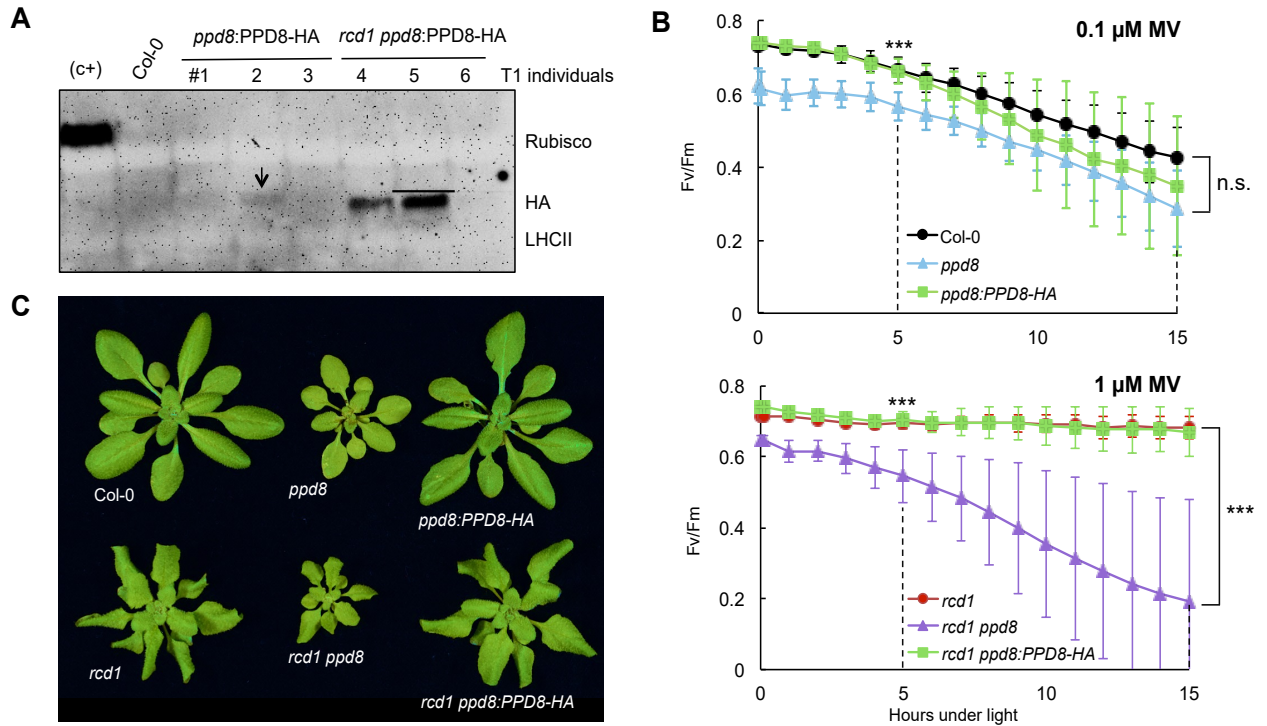 A
ppd8:PPD8-HA
rcd1 ppd8:PPD8-HA
(c+)
Col-0
#1
2
3
4
5
6
T1 individuals
Rubisco
HA
LHCII
B
0.1 µM MV
0.8
0.6
0.4
0.2
0
Fv/Fm
***
n.s.
Col-0
ppd8
ppd8:PPD8-HA
0
5
10
15
1 µM MV
0.8
0.6
0.4
0.2
0
Fv/Fm
***
***
rcd1
rcd1 ppd8
rcd1 ppd8:PPD8-HA
0
5
10
15
Hours under light
C
Col-0
ppd8
ppd8:PPD8-HA
rcd1
rcd1 ppd8
rcd1 ppd8:PPD8-HA